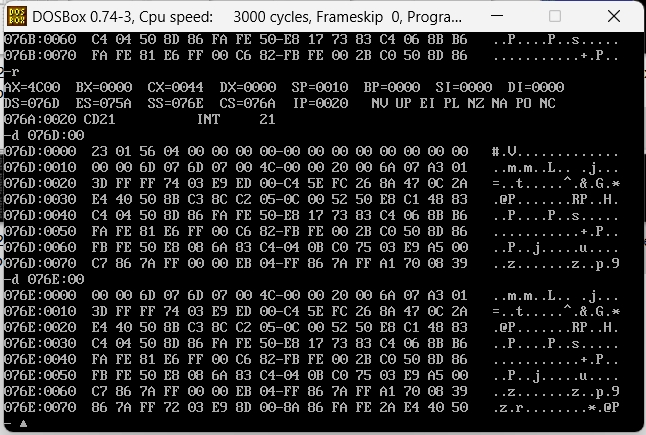 DOSBox 0.74-3, Cpu speed:    3000 cycles, Frameskip  0, Progra...
076B:0060  C4 04 50 8D 86 FA FE 50-E8 17 73 83 C4 06 8B B6   ..P....P..s.....
076B:0070  FA FE 81 E6 FF 00 C6 82-FB FE 00 2B C0 50 8D 86   ...........+.P..
-r
AX=4C00  BX=0000  CX=0044  DX=0000  SP=0010  BP=0000  SI=0000  DI=0000
DS=076D  ES=075A  SS=076E  CS=076A  IP=0020   NV UP EI PL NZ NA PO NC
076A:0020 CD21          INT     21
-d 076D:00
076D:0000  23 01 56 04 00 00 00 00-00 00 00 00 00 00 00 00   #.V.............
076D:0010  00 00 6D 07 6D 07 00 4C-00 00 20 00 6A 07 A3 01   ..m.m..L.. .j...
076D:0020  3D FF FF 74 03 E9 ED 00-C4 5E FC 26 8A 47 0C 2A   =..t.....^.&.G.*
076D:0030  E4 40 50 8B C3 8C C2 05-0C 00 52 50 E8 C1 48 83   .@P.......RP..H.
076D:0040  C4 04 50 8D 86 FA FE 50-E8 17 73 83 C4 06 8B B6   ..P....P..s.....
076D:0050  FA FE 81 E6 FF 00 C6 82-FB FE 00 2B C0 50 8D 86   ...........+.P..
076D:0060  FB FE 50 E8 08 6A 83 C4-04 0B C0 75 03 E9 A5 00   ..P..j.....u....
076D:0070  C7 86 7A FF 00 00 EB 04-FF 86 7A FF A1 70 08 39   ..z.......z..p.9
-d 076E:00
076E:0000  00 00 6D 07 6D 07 00 4C-00 00 20 00 6A 07 A3 01   ..m.m..L.. .j...
076E:0010  3D FF FF 74 03 E9 ED 00-C4 5E FC 26 8A 47 0C 2A   =..t.....^.&.G.*
076E:0020  E4 40 50 8B C3 8C C2 05-0C 00 52 50 E8 C1 48 83   .@P.......RP..H.
076E:0030  C4 04 50 8D 86 FA FE 50-E8 17 73 83 C4 06 8B B6   ..P....P..s.....
076E:0040  FA FE 81 E6 FF 00 C6 82-FB FE 00 2B C0 50 8D 86   ...........+.P..
076E:0050  FB FE 50 E8 08 6A 83 C4-04 0B C0 75 03 E9 A5 00   ..P..j.....u....
076E:0060  C7 86 7A FF 00 00 EB 04-FF 86 7A FF A1 70 08 39   ..z.......z..p.9
076E:0070  86 7A FF 72 03 E9 8D 00-8A 86 FA FE 2A E4 40 50   .z.r........*.@P
-